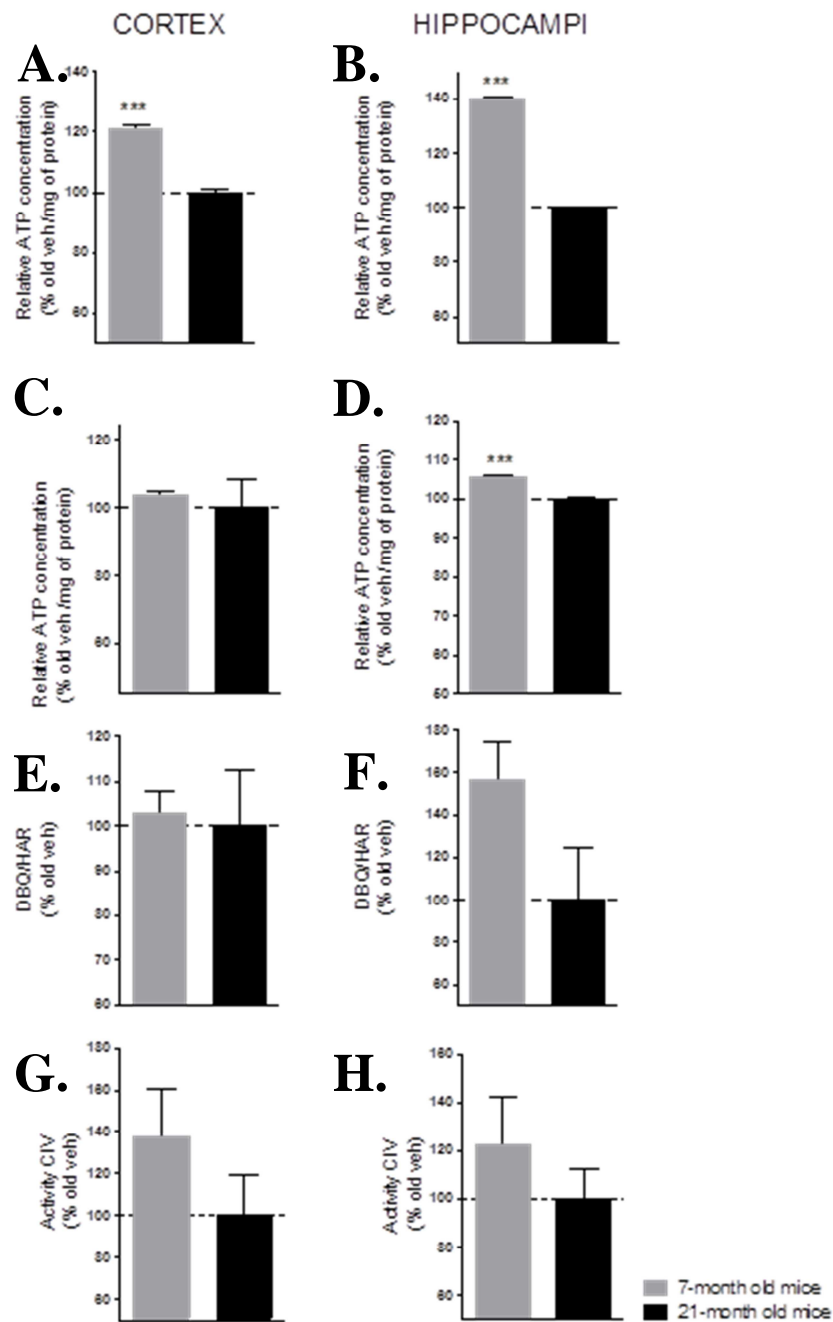 CORTEX
HIPPOCAMPI
A.
140
120
100
80
60
***
Relative ATP concentration
(% old veh/mg of protein)
B.
140
120
100
80
60
***
Relative ATP concentration
(% old veh/mg of protein)
C.
120
100
80
60
Relative ATP concentration
(% old veh/mg of protein)
D.
120
110
100
90
80
70
60
50
***
Relative ATP concentration
(% old veh/mg of protein)
E.
120
110
100
90
80
70
60
DBQ/HAR
(% old veh)
F.
180
160
140
120
100
80
60
DBQ/HAR
(% old veh)
G.
180
160
140
120
100
80
60
Activity CIV
(% old veh)
H.
160
140
120
100
80
60
Activity CIV
(% old veh)
7-month old mice
21-month old mice